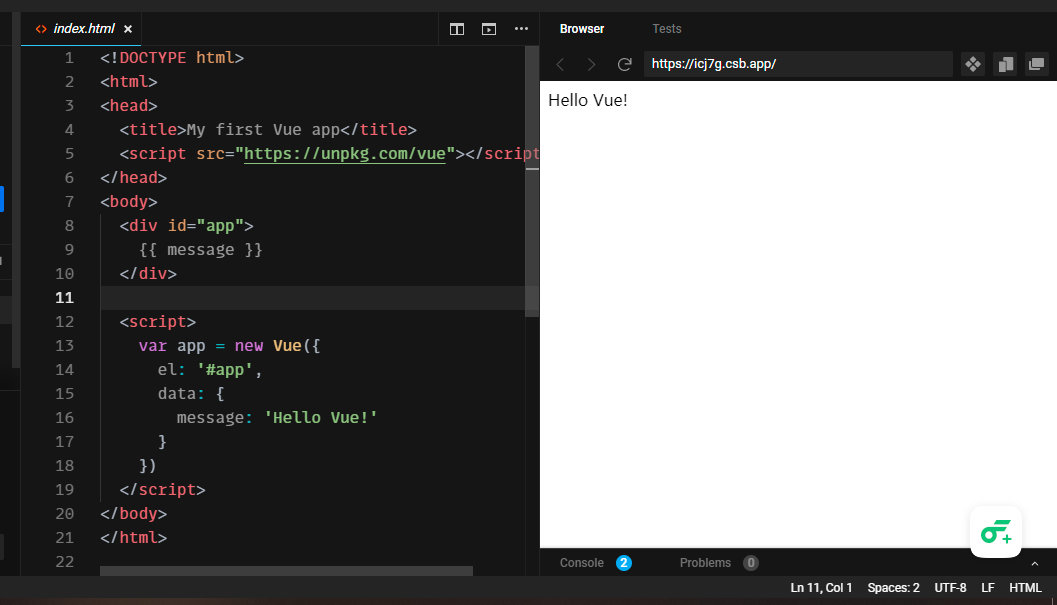 <> index.html ×
Browser
Tests
https://icj7g.csb.app/
1 <!DOCTYPE html>
2 <html>
3 <head>
4 <title>My first Vue app</title>
5 <script src="https://unpkg.com/vue"></script
6 </head>
7 <body>
8 <div id="app">
9 {{ message }}
10 </div>
11
12 <script>
13 var app = new Vue({
14 el: '#app',
15 data: {
16 message: 'Hello Vue!'
17 }
18 })
19 </script>
20 </body>
21 </html>
22
Hello Vue!
Console 2
Problems 0
Ln 11, Col 1 Spaces: 2 UTF-8 LF HTML